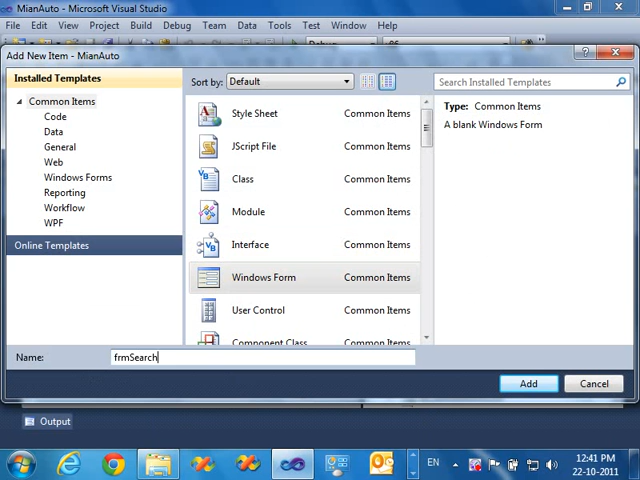 MianAuto - Microsoft Visual Studio
File Edit View Project Build Debug Team Data Tools Test Window Help
Add New Item - MianAuto
Installed Templates
Sort by: Default
Search Installed Templates
Common Items
Code
Data
General
Web
Windows Forms
Reporting
Workflow
WPF
Online Templates
Style Sheet Common Items
JScript File Common Items
Class Common Items
Module Common Items
Interface Common Items
Windows Form Common Items
User Control Common Items
Component Class Common Items
Type: Common Items
A blank Windows Form
Name: frmSearch
Add Cancel
Output
EN
12:41 PM
22-10-2011